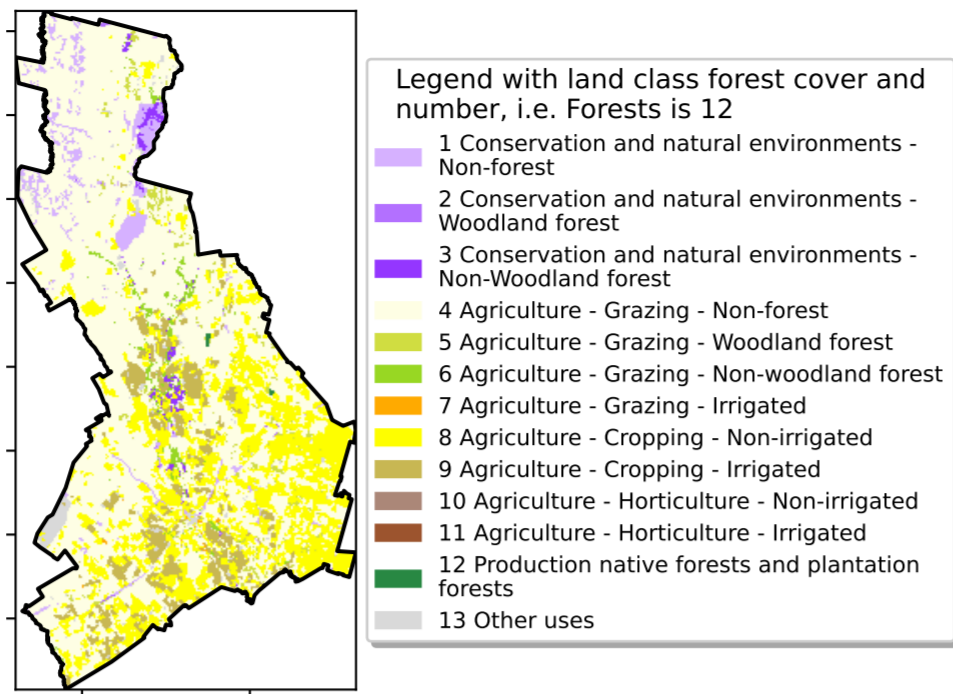 Legend with land class forest cover and
number, i.e. Forests is 12
1 Conservation and natural environments -
Non-forest
2 Conservation and natural environments -
Woodland forest
3 Conservation and natural environments -
Non-Woodland forest
4 Agriculture - Grazing - Non-forest
5 Agriculture - Grazing - Woodland forest
6 Agriculture - Grazing - Non-woodland forest
7 Agriculture - Grazing - Irrigated
8 Agriculture - Cropping - Non-irrigated
9 Agriculture - Cropping - Irrigated
10 Agriculture - Horticulture - Non-irrigated
11 Agriculture - Horticulture - Irrigated
12 Production native forests and plantation
forests
13 Other uses